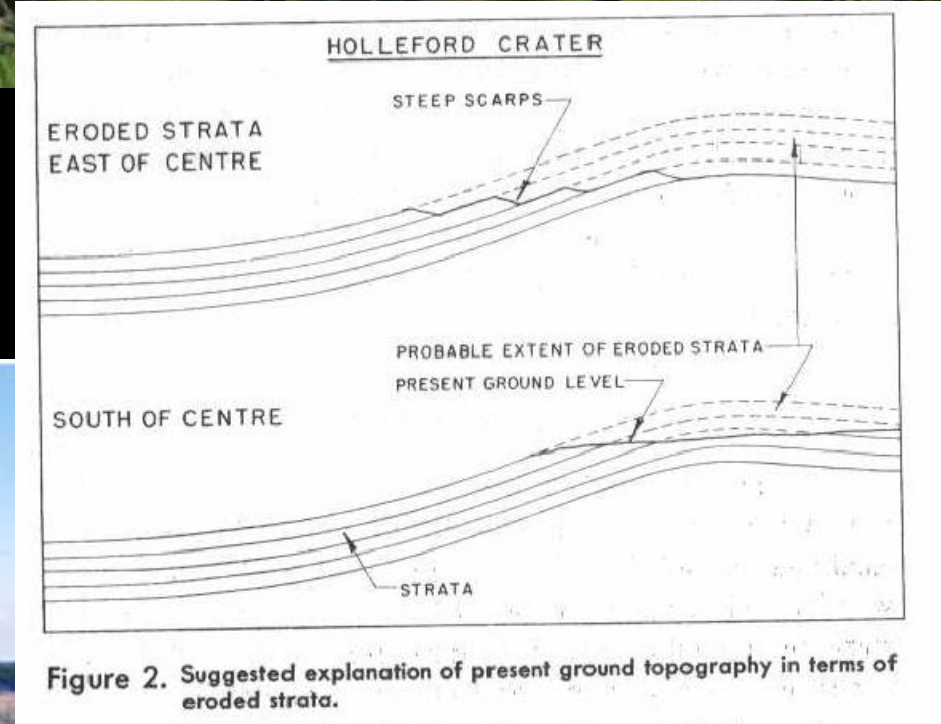 HOLLEFORD CRATER
STEEP SCARPS
ERODED STRATA
EAST OF CENTRE
PROBABLE EXTENT OF ERODED STRATA
PRESENT GROUND LEVEL
SOUTH OF CENTRE
STRATA
Figure 2. Suggested explanation of present ground topography in terms of
eroded strata.